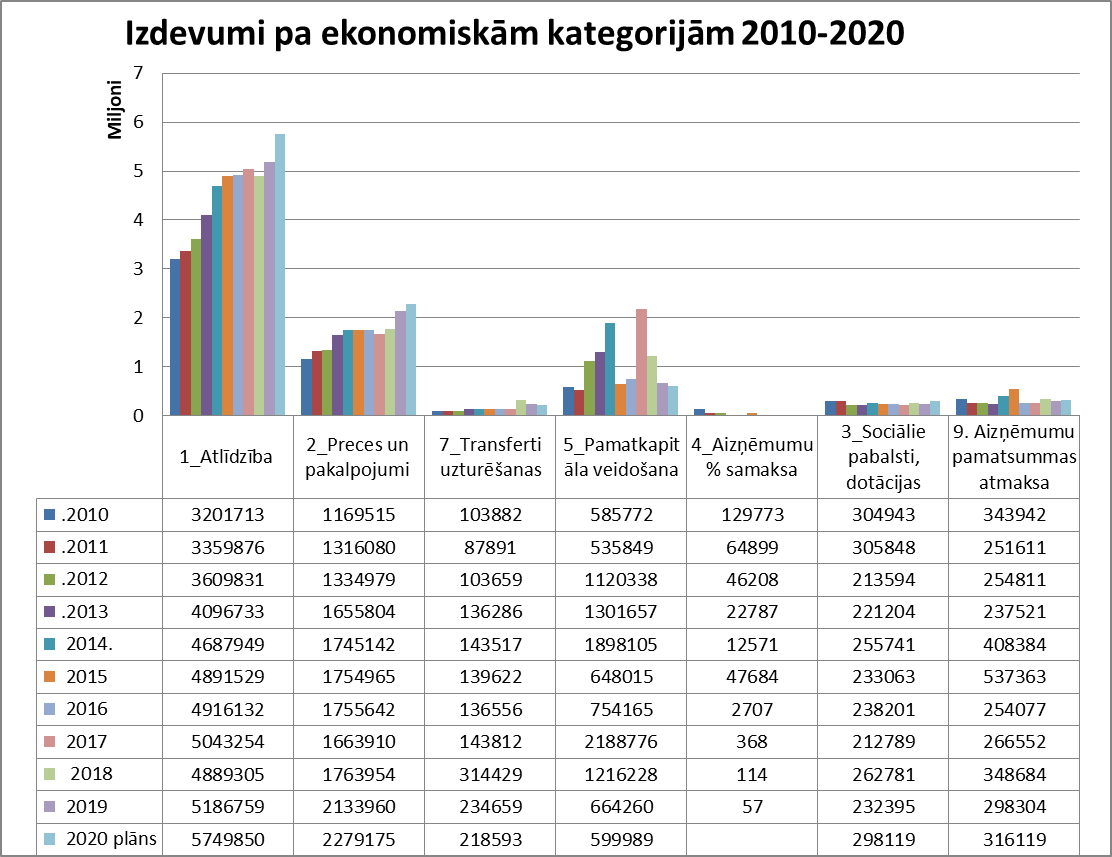 Izdevumi pa ekonomiskām kategorijām 2010-2020
Miljoni
7
6
5
4
3
2
1
0
1_Atlīdzība
2_Preces un
pakalpojumi
7_Transferti
uzturēšanas
5_Pamatkapit
āla veidošana
4_Aizņēmumu
% samaksa
3_Sociālie
pabalsti,
dotācijas
9. Aizņēmumu
pamatsummas
atmaksa
.2010 3201713 1169515 103882 585772 129773 304943 343942
.2011 3359876 1316080 87891 535849 64899 305848 251611
.2012 3609831 1334979 103659 1120338 46208 213594 254811
.2013 4096733 1655804 136286 1301657 22787 221204 237521
2014. 4687949 1745142 143517 1898105 12571 255741 408384
2015 4891529 1754965 139622 648015 47684 233063 537363
2016 4916132 1755642 136556 754165 2707 238201 254077
2017 5043254 1663910 143812 2188776 368 212789 266552
2018 4889305 1763954 314429 1216228 114 262781 348684
2019 5186759 2133960 234659 664260 57 232395 298304
2020 plāns 5749850 2279175 218593 599989 298119 316119